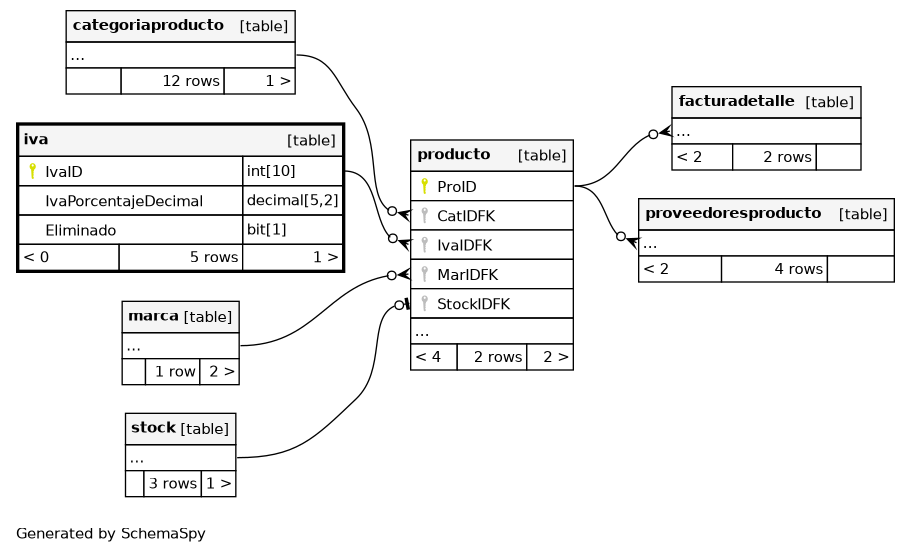 categoriaproducto [table]
...
12 rows 1 >
iva [table]
IvaID int[10]
IvaPorcentajeDecimal decimal[5,2]
Eliminado bit[1]
< 0 5 rows 1 >
marca [table]
...
1 row 2 >
stock [table]
...
3 rows 1 >
producto [table]
ProID
CatIDFK
IvaIDFK
MarIDFK
StockIDFK
...
< 4 2 rows 2 >
facturadetalle [table]
...
< 2 2 rows
proveedoresproducto [table]
...
< 2 4 rows
Generated by SchemaSpy